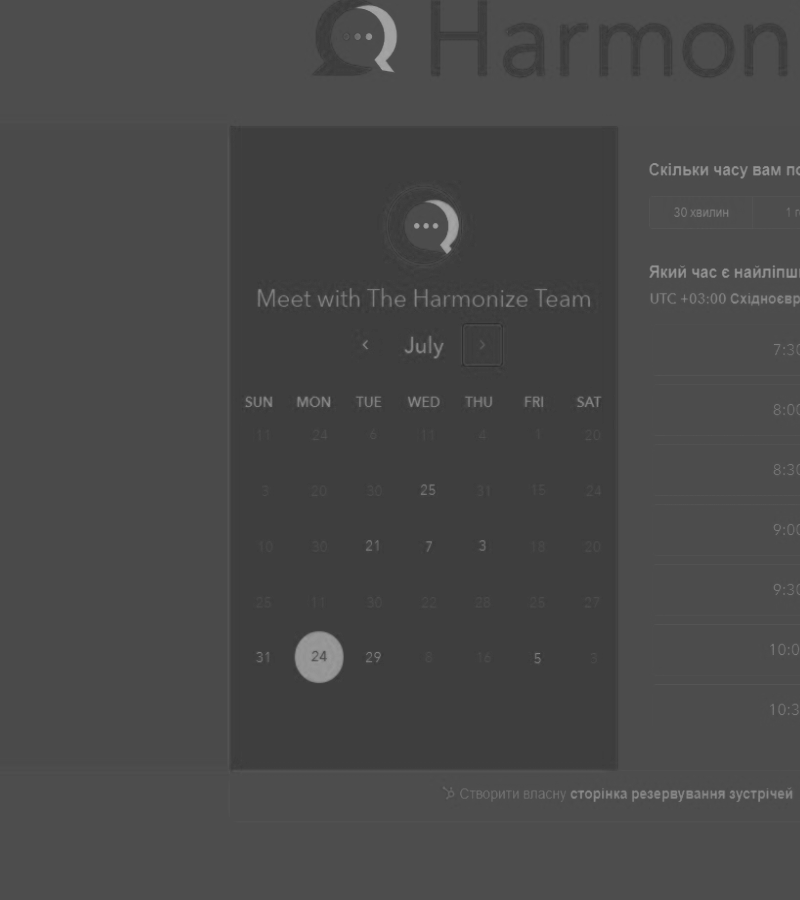 Harmon
Meet with The Harmonize Team
July
SUN MON TUE WED THU FRI SAT
11 24 6 11 4 1 20
3 20 30 25 31 15 24
10 30 21 7 3 18 20
25 11 30 22 28 25 27
31 24 29 8 16 5 3
Скільки часу вам по
30 хвилин 1 г
Який час є найліпш
UTC +03:00 Східноєвр
7:30
8:00
8:30
9:00
9:30
10:0
10:3
Створити власну сторінка резервування зустрічей